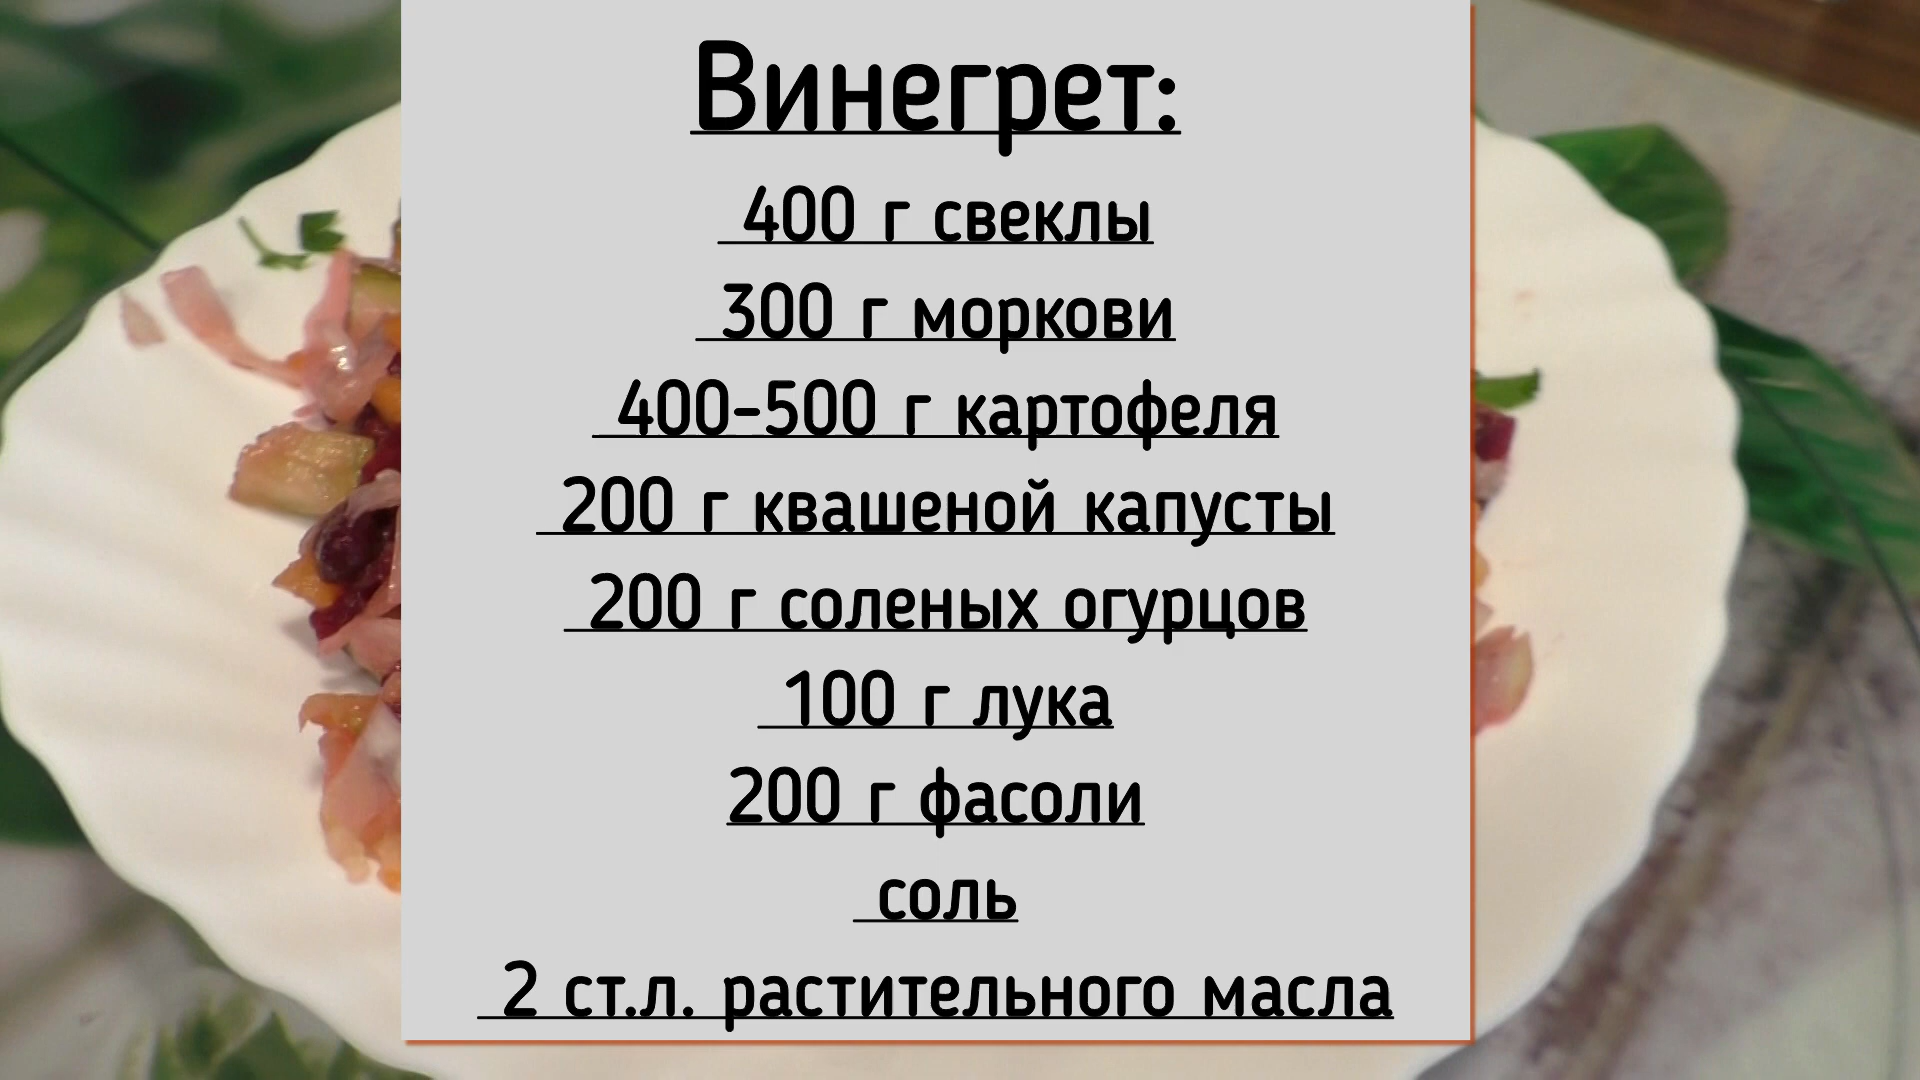 Винегрет:
400 г свеклы
300 г моркови
400-500 г картофеля
200 г квашеной капусты
200 г соленых огурцов
100 г лука
200 г фасоли
соль
2 ст.л. растительного масла